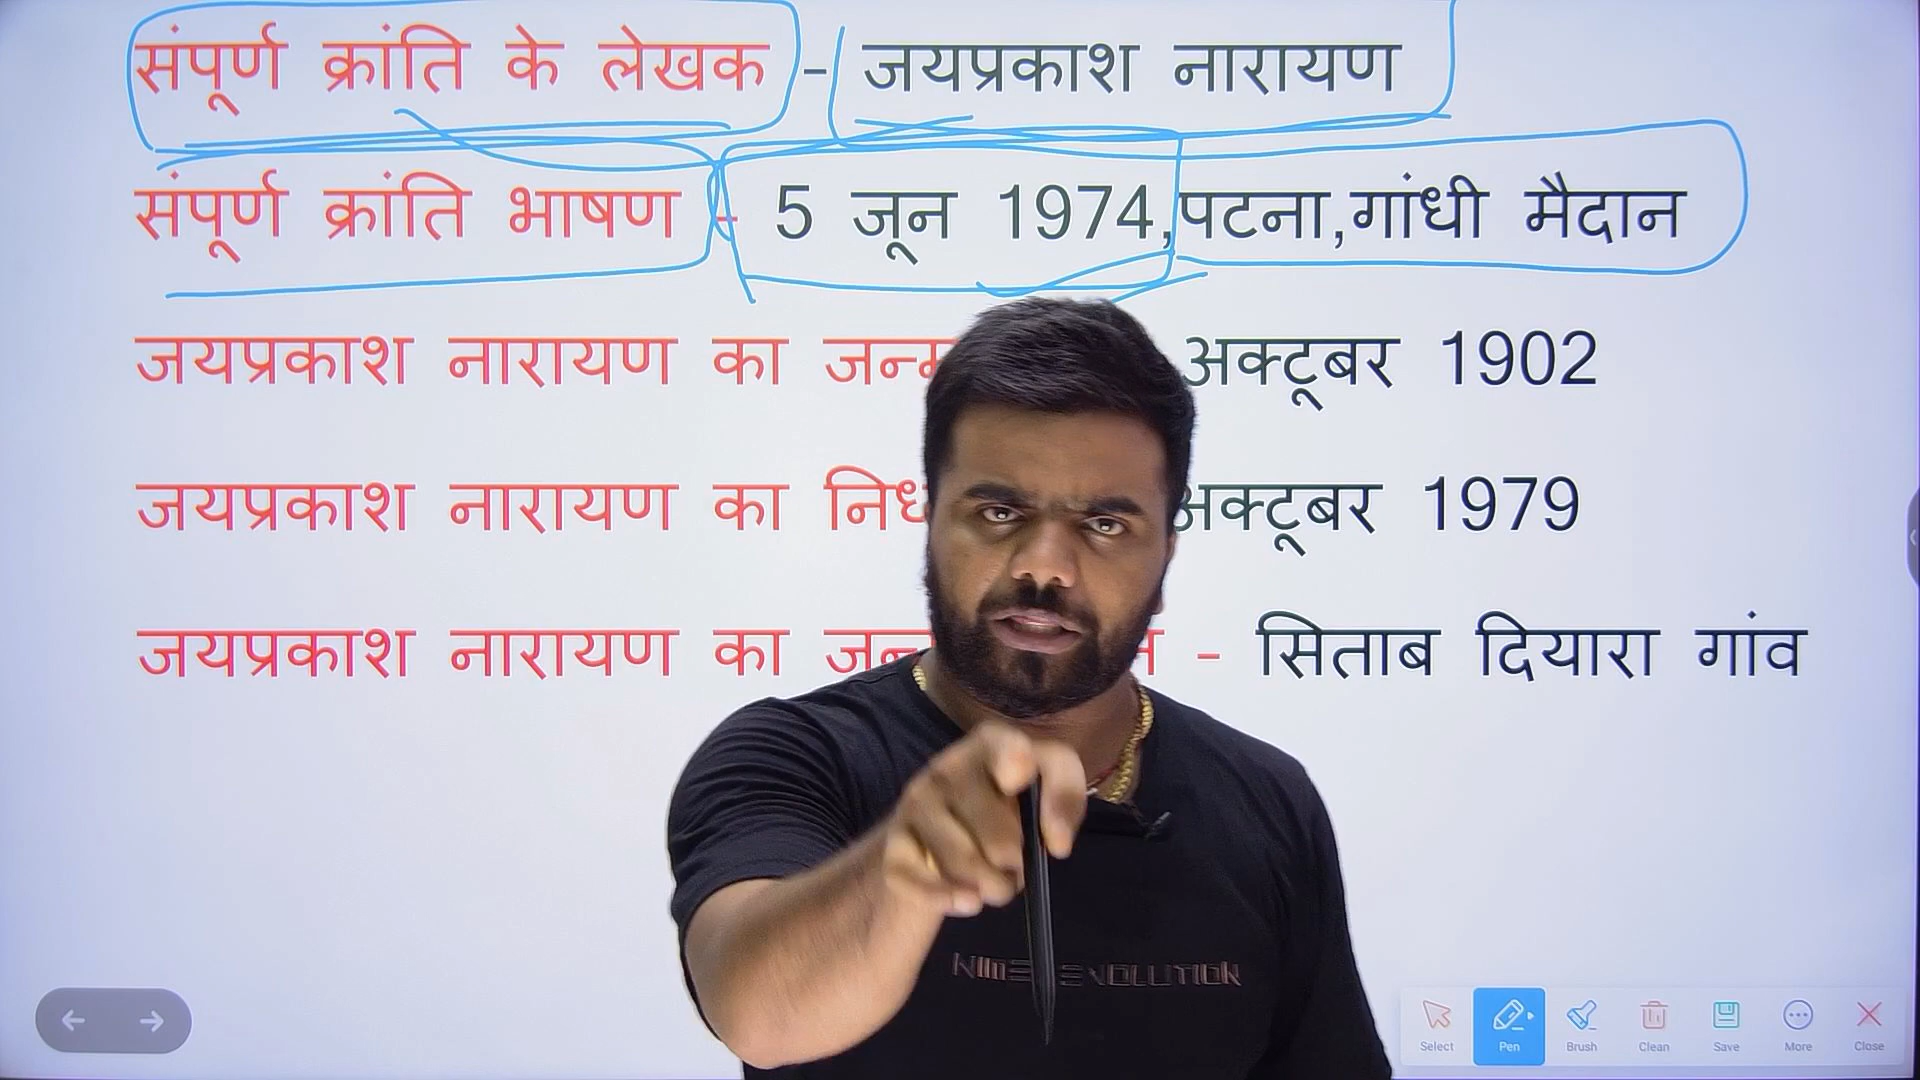 संपूर्ण क्रांति के लेखक - जयप्रकाश नारायण
संपूर्ण क्रांति भाषण - 5 जून 1974,पटना,गांधी मैदान
जयप्रकाश नारायण का अक्टूबर 1902
जयप्रकाश नारायण का अक्टूबर 1979
जयप्रकाश नारायण का - सिताब दियारा गांव
Select Pen Brush Clean Save More Close